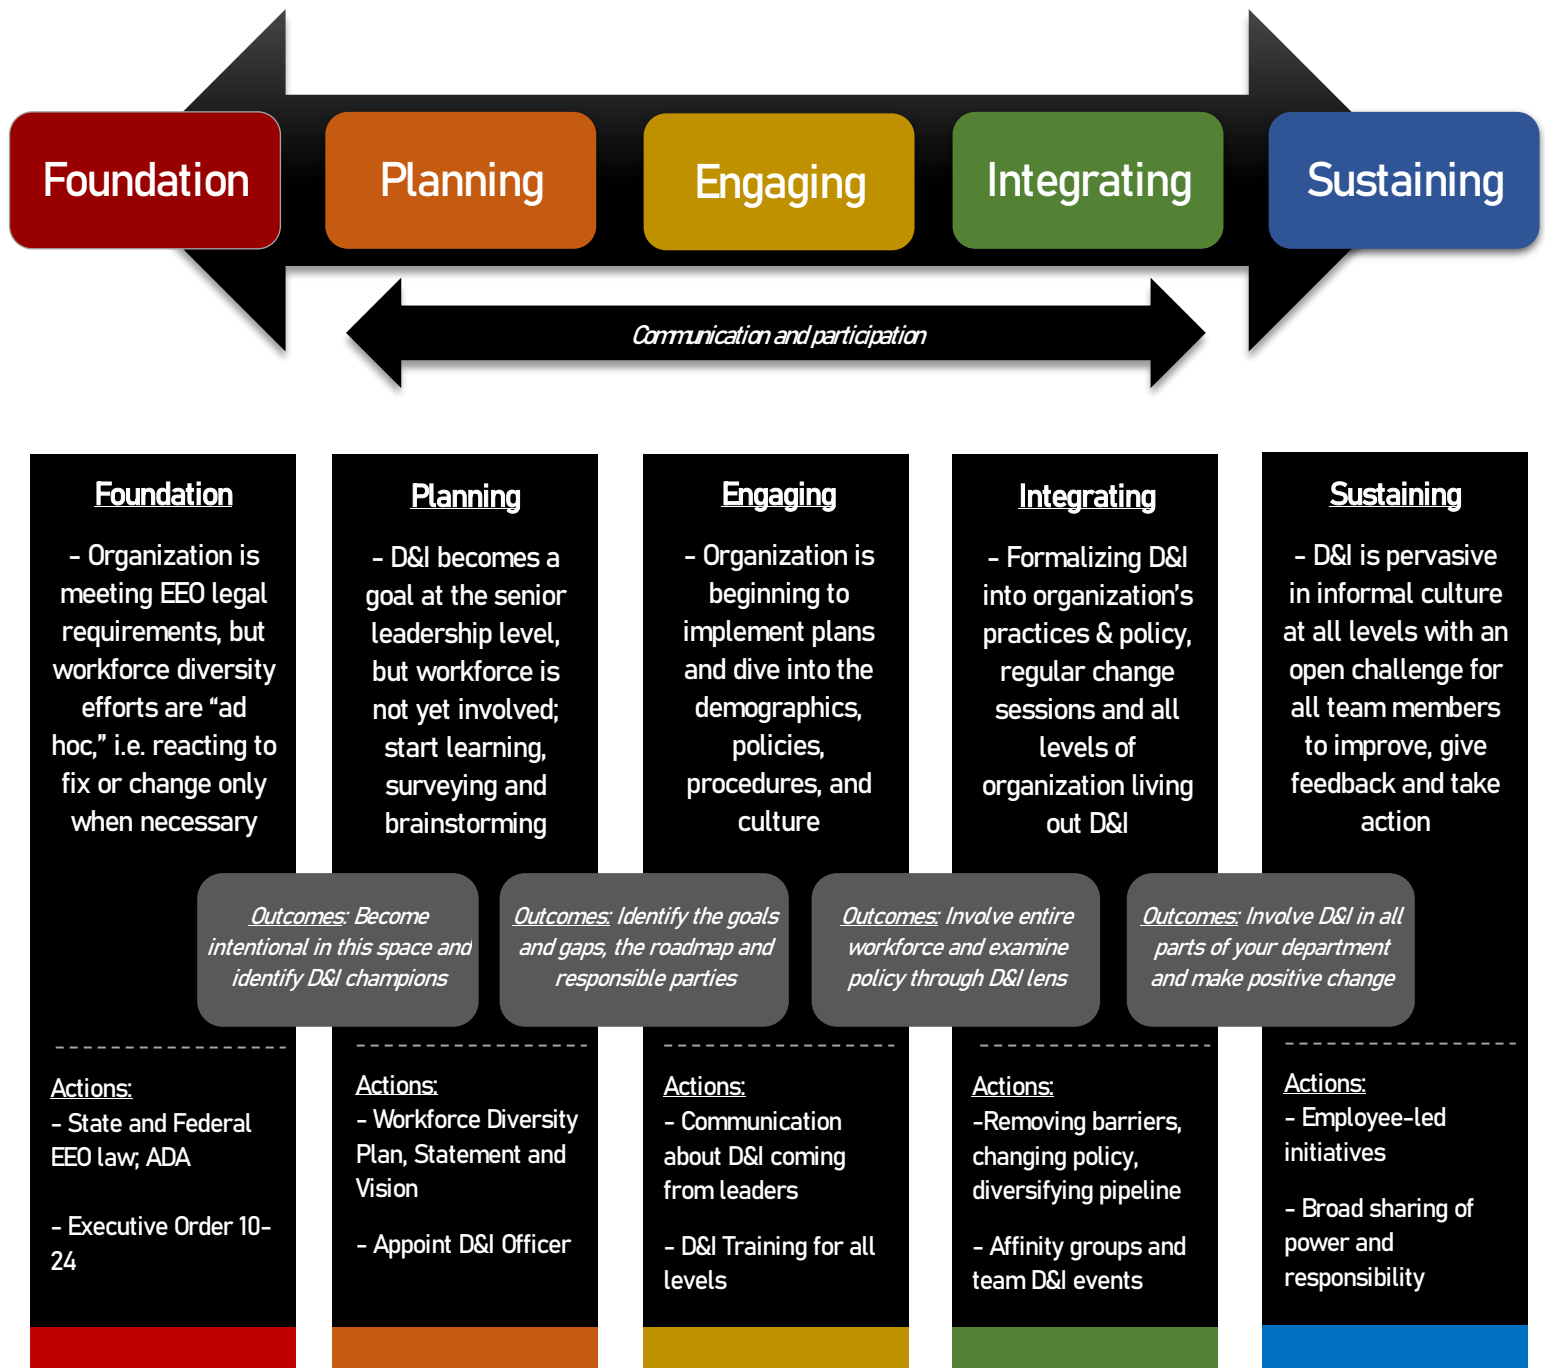 Foundation
Planning
Engaging
Integrating
Sustaining
Communication and participation
Foundation
- Organization is
meeting EEO legal
requirements, but
workforce diversity
efforts are “ad
hoc,” i.e. reacting to
fix or change only
when necessary
Planning
- D&I becomes a
goal at the senior
leadership level,
but workforce is
not yet involved;
start learning,
surveying and
brainstorming
Engaging
- Organization is
beginning to
implement plans
and dive into the
demographics,
policies,
procedures, and
culture
Integrating
- Formalizing D&I
into organization’s
practices & policy,
regular change
sessions and all
levels of
organization living
out D&I
Sustaining
- D&I is pervasive
in informal culture
at all levels with an
open challenge for
all team members
to improve, give
feedback and take
action
Outcomes: Become
intentional in this space and
identify D&I champions
Outcomes: Identify the goals
and gaps, the roadmap and
responsible parties
Outcomes: Involve entire
workforce and examine
policy through D&I lens
Outcomes: Involve D&I in all
parts of your department
and make positive change
Actions:
- State and Federal
EEO law; ADA
- Executive Order 10-
24
Actions:
- Workforce Diversity
Plan, Statement and
Vision
- Appoint D&I Officer
Actions:
- Communication
about D&I coming
from leaders
- D&I Training for all
levels
Actions:
-Removing barriers,
changing policy,
diversifying pipeline
- Affinity groups and
team D&I events
Actions:
- Employee-led
initiatives
- Broad sharing of
power and
responsibility